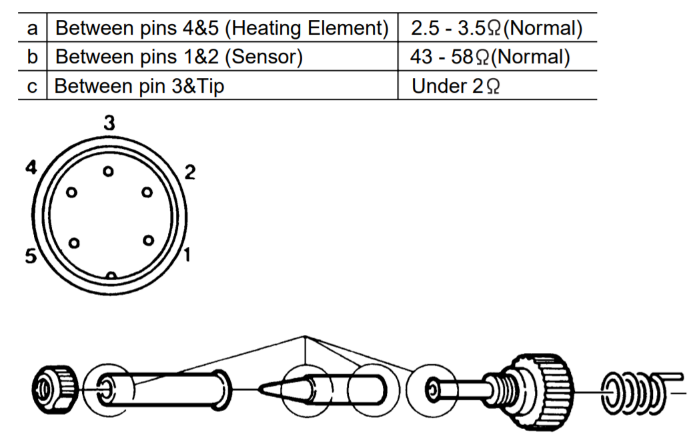 a Between pins 4&5 (Heating Element) 2.5 - 3.5Ω(Normal)
b Between pins 1&2 (Sensor) 43 - 58Ω(Normal)
c Between pin 3&Tip Under 2Ω
3
4 2
5 1